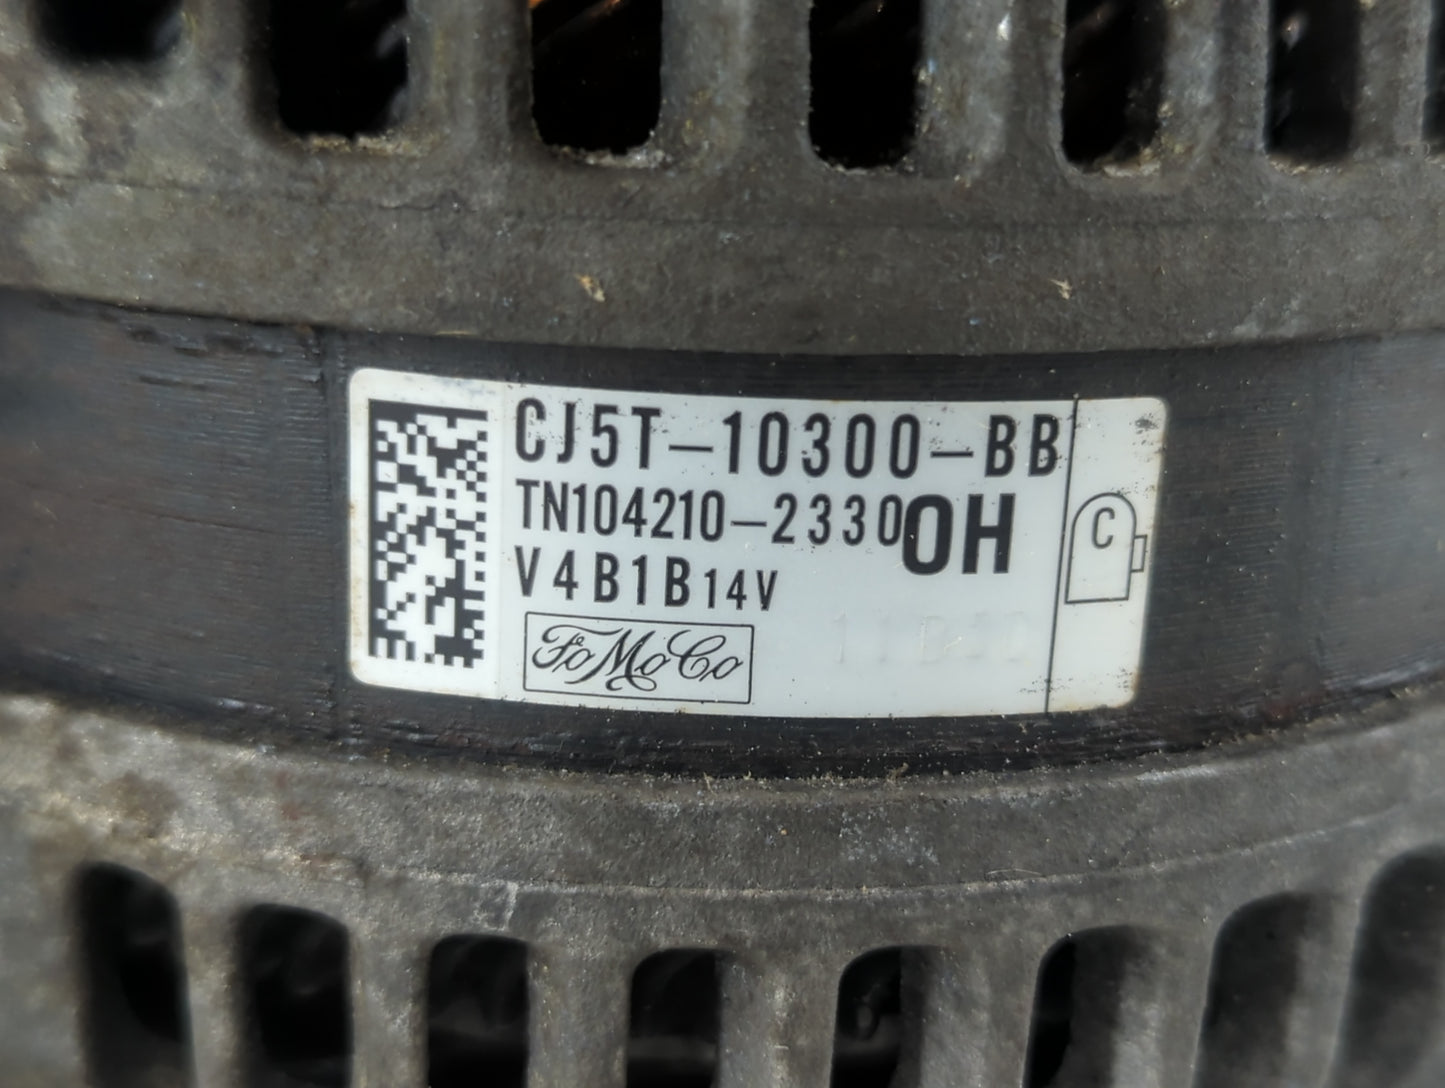 CJ5T-10300-BB
TN104210-2330 OH
V4B1B14V
FoMoCo
C